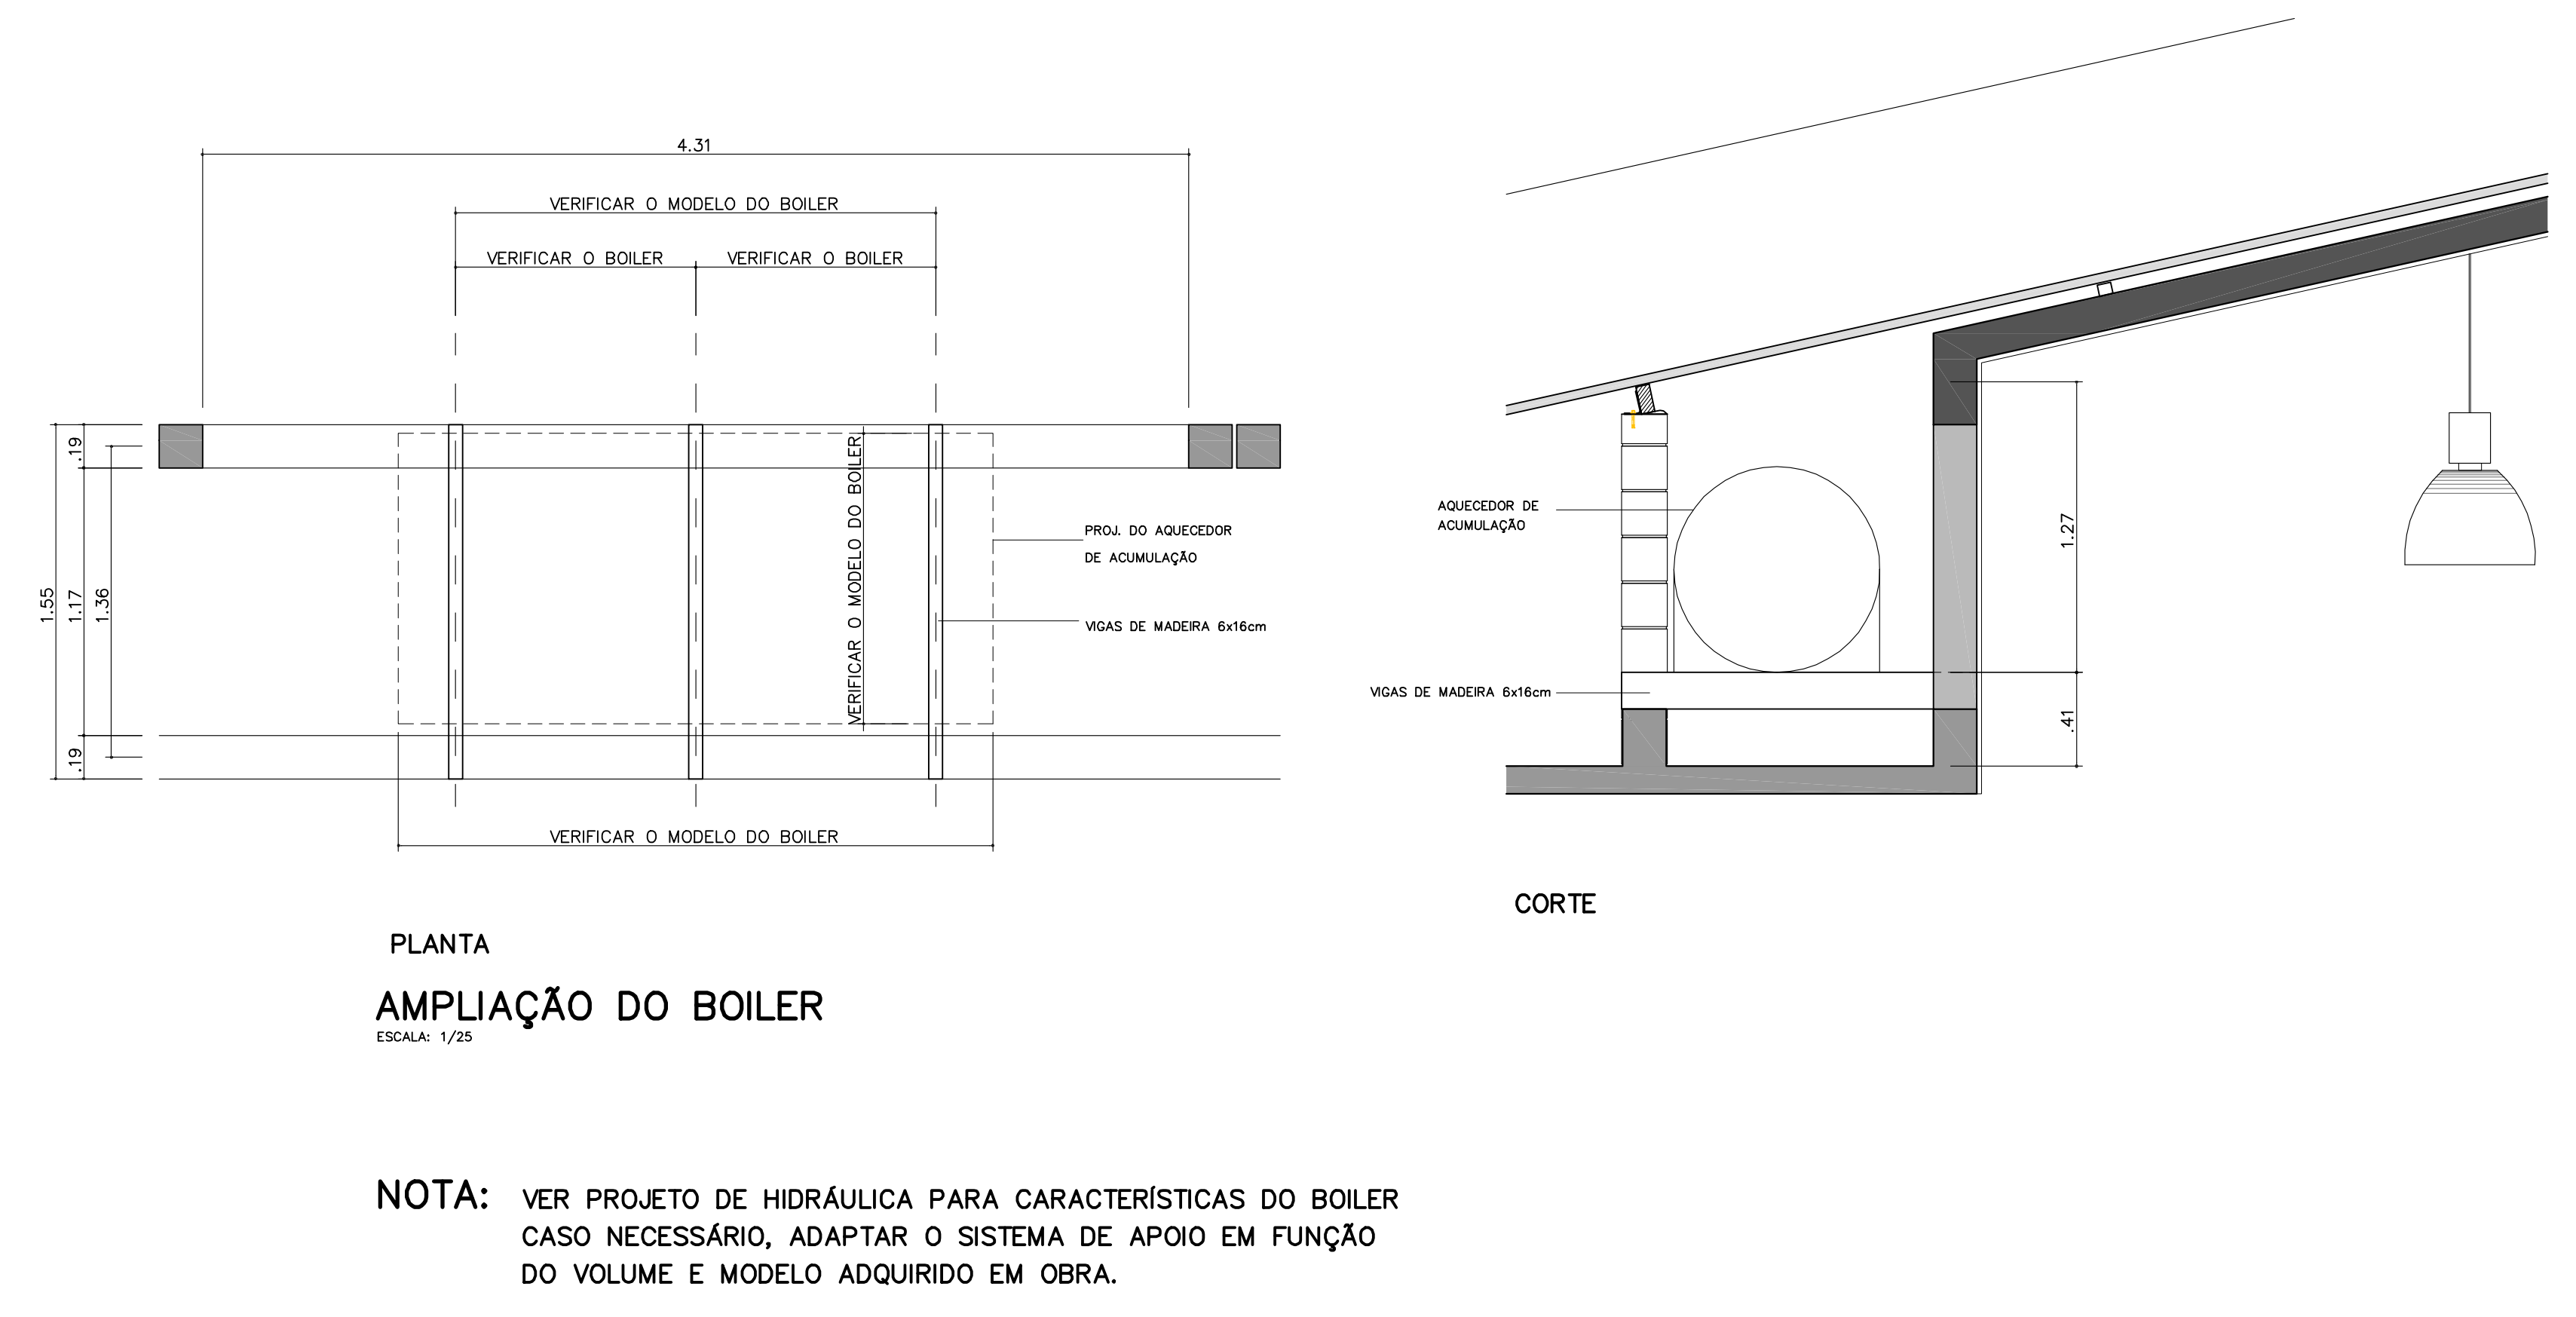 4.31
VERIFICAR O MODELO DO BOILER
VERIFICAR O BOILER
VERIFICAR O BOILER
.19
1.55
1.17
1.36
.19
VERIFICAR O MODELO DO BOILER
PROJ. DO AQUECEDOR
DE ACUMULAÇÃO
VIGAS DE MADEIRA 6x16cm
VERIFICAR O MODELO DO BOILER
PLANTA
AQUECEDOR DE
ACUMULAÇÃO
VIGAS DE MADEIRA 6x16cm
1.27
.41
CORTE
AMPLIAÇÃO DO BOILER
ESCALA: 1/25
NOTA: VER PROJETO DE HIDRÁULICA PARA CARACTERÍSTICAS DO BOILER
CASO NECESSÁRIO, ADAPTAR O SISTEMA DE APOIO EM FUNÇÃO
DO VOLUME E MODELO ADQUIRIDO EM OBRA.